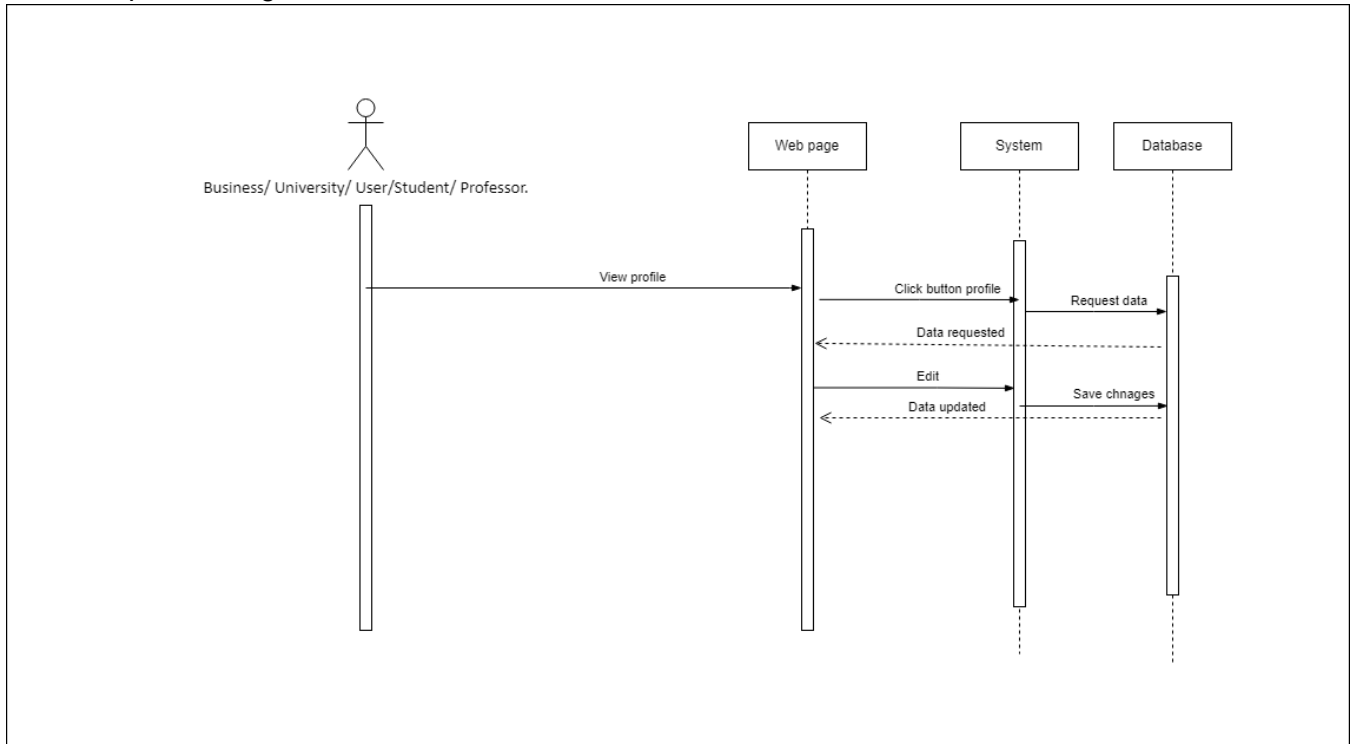 Web page
System
Database
Business/ University/ User/Student/ Professor.
View profile
Click button profile
Request data
Data requested
Edit
Save chnages
Data updated